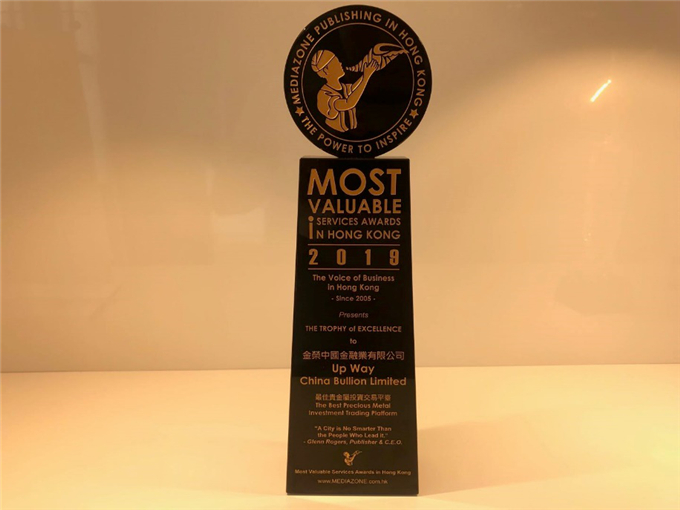 MEDIAZONE PUBLISHING IN HONG KONG
★ THE POWER TO INSPIRE ★
MOST
VALUABLE
SERVICES AWARDS
iN HONG KONG
2019
The Voice of Business
in Hong Kong
- Since 2005 -
Presents
THE TROPHY of EXCELLENCE
to
金榮中國金融業有限公司
Up Way
China Bullion Limited
最佳貴金屬投資交易平臺
The Best Precious Metal
Investment Trading Platform
"A City is No Smarter Than
the People Who Lead it."
- Glenn Rogers, Publisher & C.E.O.
Most Valuable Services Awards in Hong Kong
www.MEDIAZONE.com.hk